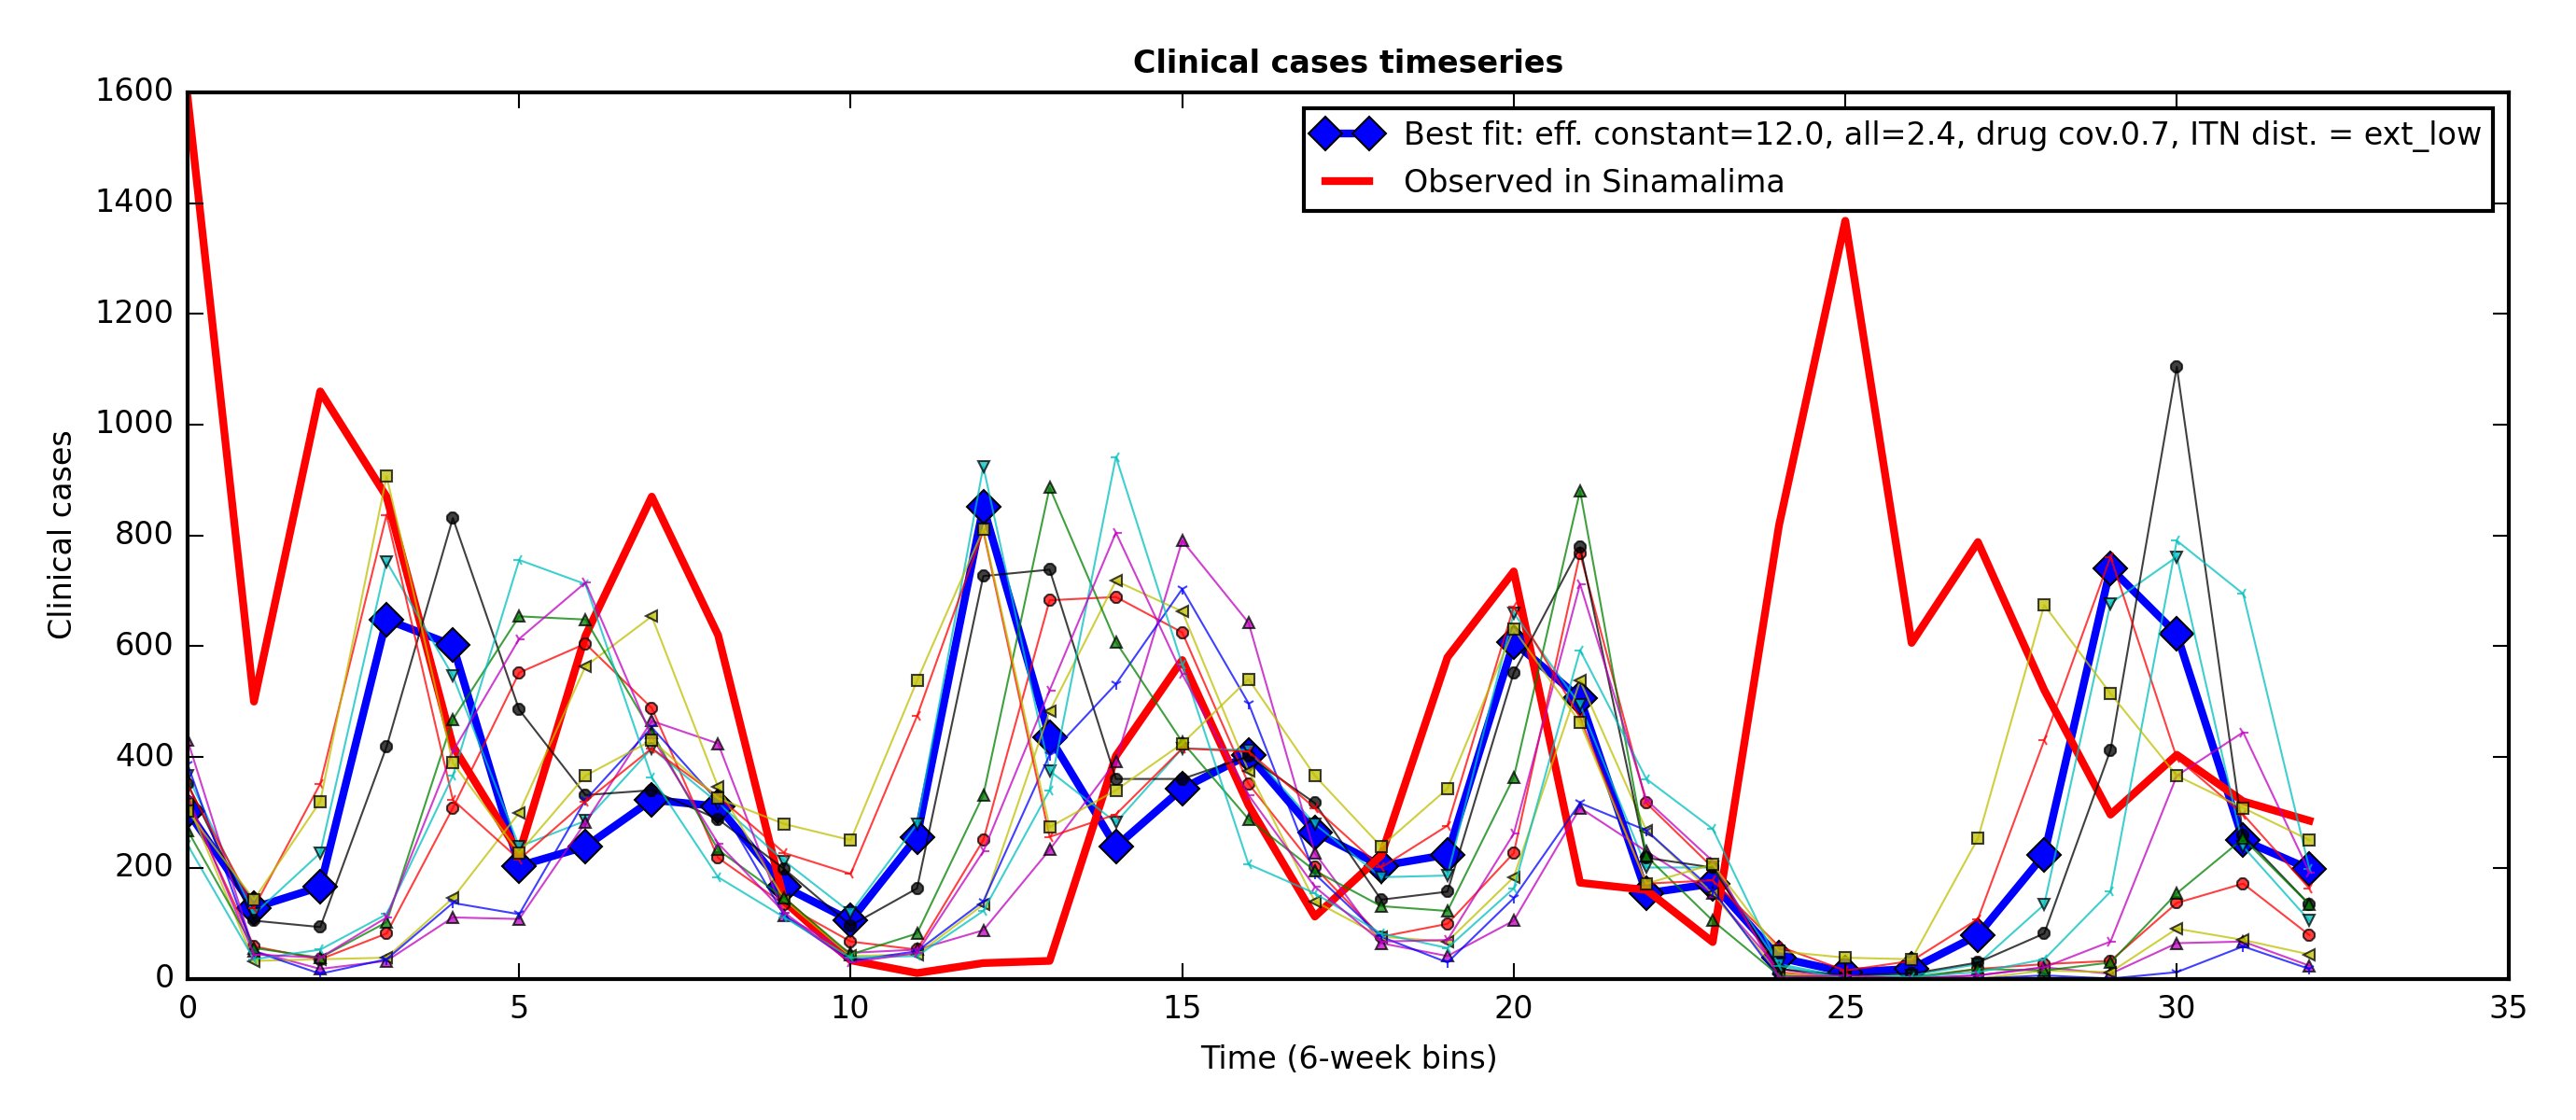 Clinical cases timeseries
1600
1400
1200
1000
800
600
400
200
0
Clinical cases
Best fit: eff. constant=12.0, all=2.4, drug cov.0.7, ITN dist. = ext_low
Observed in Sinamalima
0 5 10 15 20 25 30 35
Time (6-week bins)